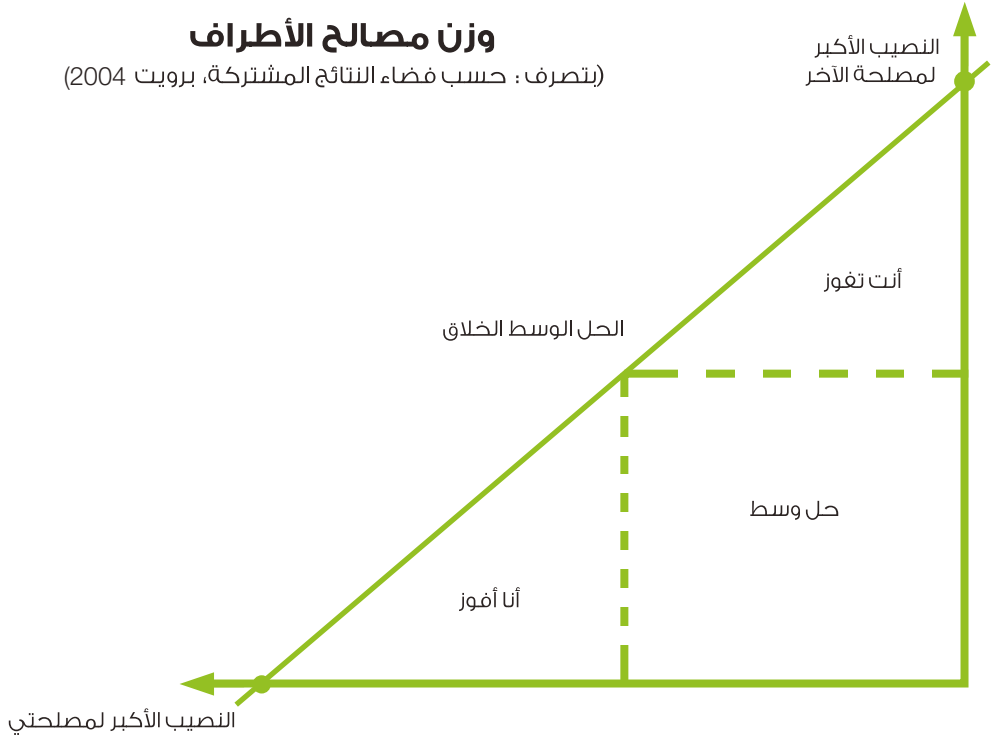 وزن مصالح الأطراف
(بتصرف : حسب فضاء النتائج المشتركة، برويت 2004)
النصيب الأكبر
لمصلحة الآخر
أنت تفوز
الحل الوسط الخلاق
حل وسط
أنا أفوز
النصيب الأكبر لمصلحتي